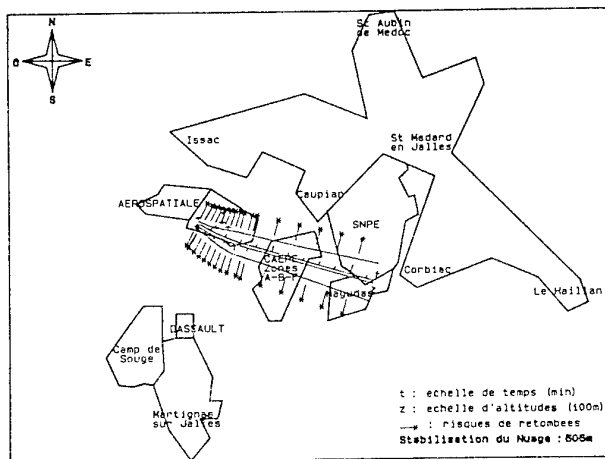 N
St Aubin
de Medoc
O
E
S
Issac
St Medard
en Jalles
Caupian
AEROSPATIALE
SNPE
CAEPE
Zones
A-B-F
Corbiac
Magudas
Le Haillan
DASSAULT
Camp de
Souge
Martignas
sur Jalles
t : echelle de temps (min)
z : echelle d'altitudes (100m)
: risques de retombees
Stabilisation du Nuage : 505m